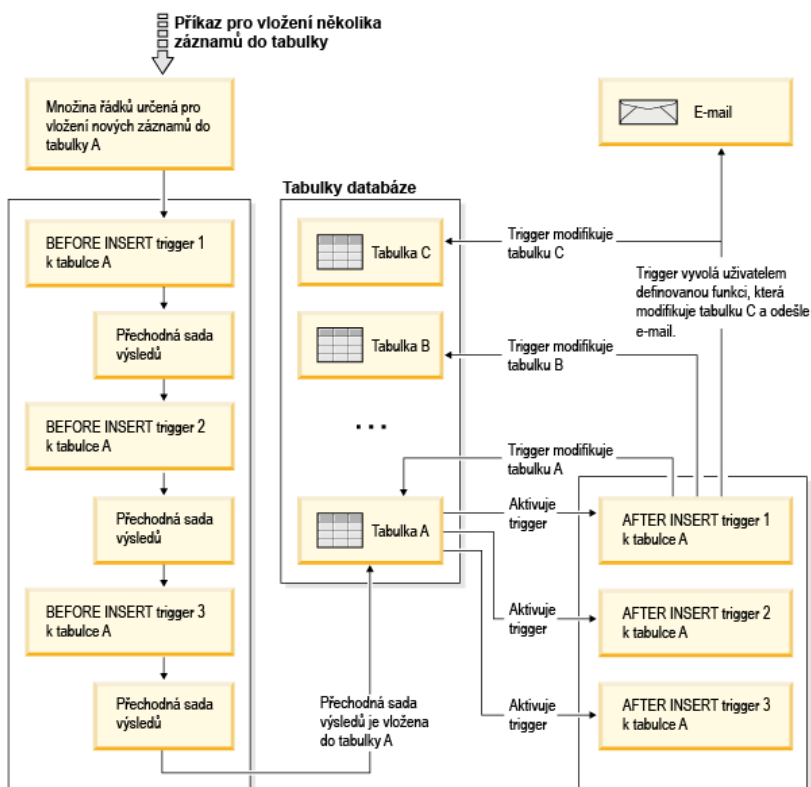 Příkaz pro vložení několika
záznamů do tabulky
Množina řádků určená pro
vložení nových záznamů do
tabulky A
BEFORE INSERT trigger 1
k tabulce A
Přechodná sada
výsledů
BEFORE INSERT trigger 2
k tabulce A
Přechodná sada
výsledů
BEFORE INSERT trigger 3
k tabulce A
Přechodná sada
výsledů
Tabulky databáze
Tabulka C
Tabulka B
...
Tabulka A
Přechodná sada
výsledů je vložena
do tabulky A
E-mail
Trigger modifikuje
tabulku C
Trigger vyvolá uživatelem
definovanou funkci, která
modifikuje tabulku C a odešle
e-mail.
Trigger modifikuje
tabulku B
Trigger modifikuje
tabulku A
Aktivuje
trigger
AFTER INSERT trigger 1
k tabulce A
Aktivuje
trigger
AFTER INSERT trigger 2
k tabulce A
Aktivuje
trigger
AFTER INSERT trigger 3
k tabulce A